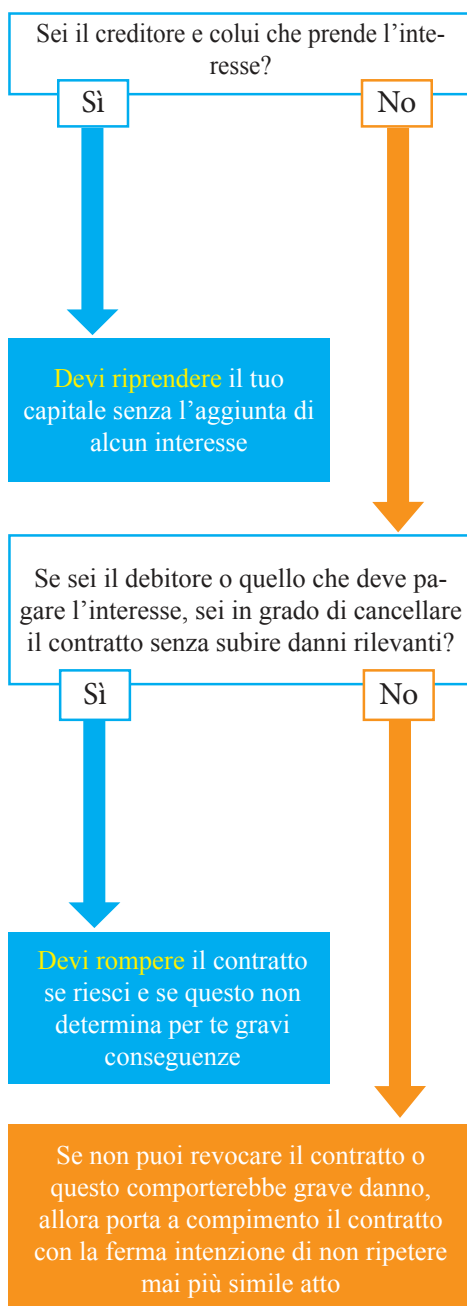 Sei il creditore e colui che prende l’inte-
resse?
Sì
No
Devi riprendere il tuo
capitale senza l’aggiunta di
alcun interesse
Se sei il debitore o quello che deve pa-
gare l’interesse, sei in grado di cancellare
il contratto senza subire danni rilevanti?
Sì
No
Devi rompere il contratto
se riesci e se questo non
determina per te gravi
conseguenze
Se non puoi revocare il contratto o
questo comporterebbe grave danno,
allora porta a compimento il contratto
con la ferma intenzione di non ripetere
mai più simile atto